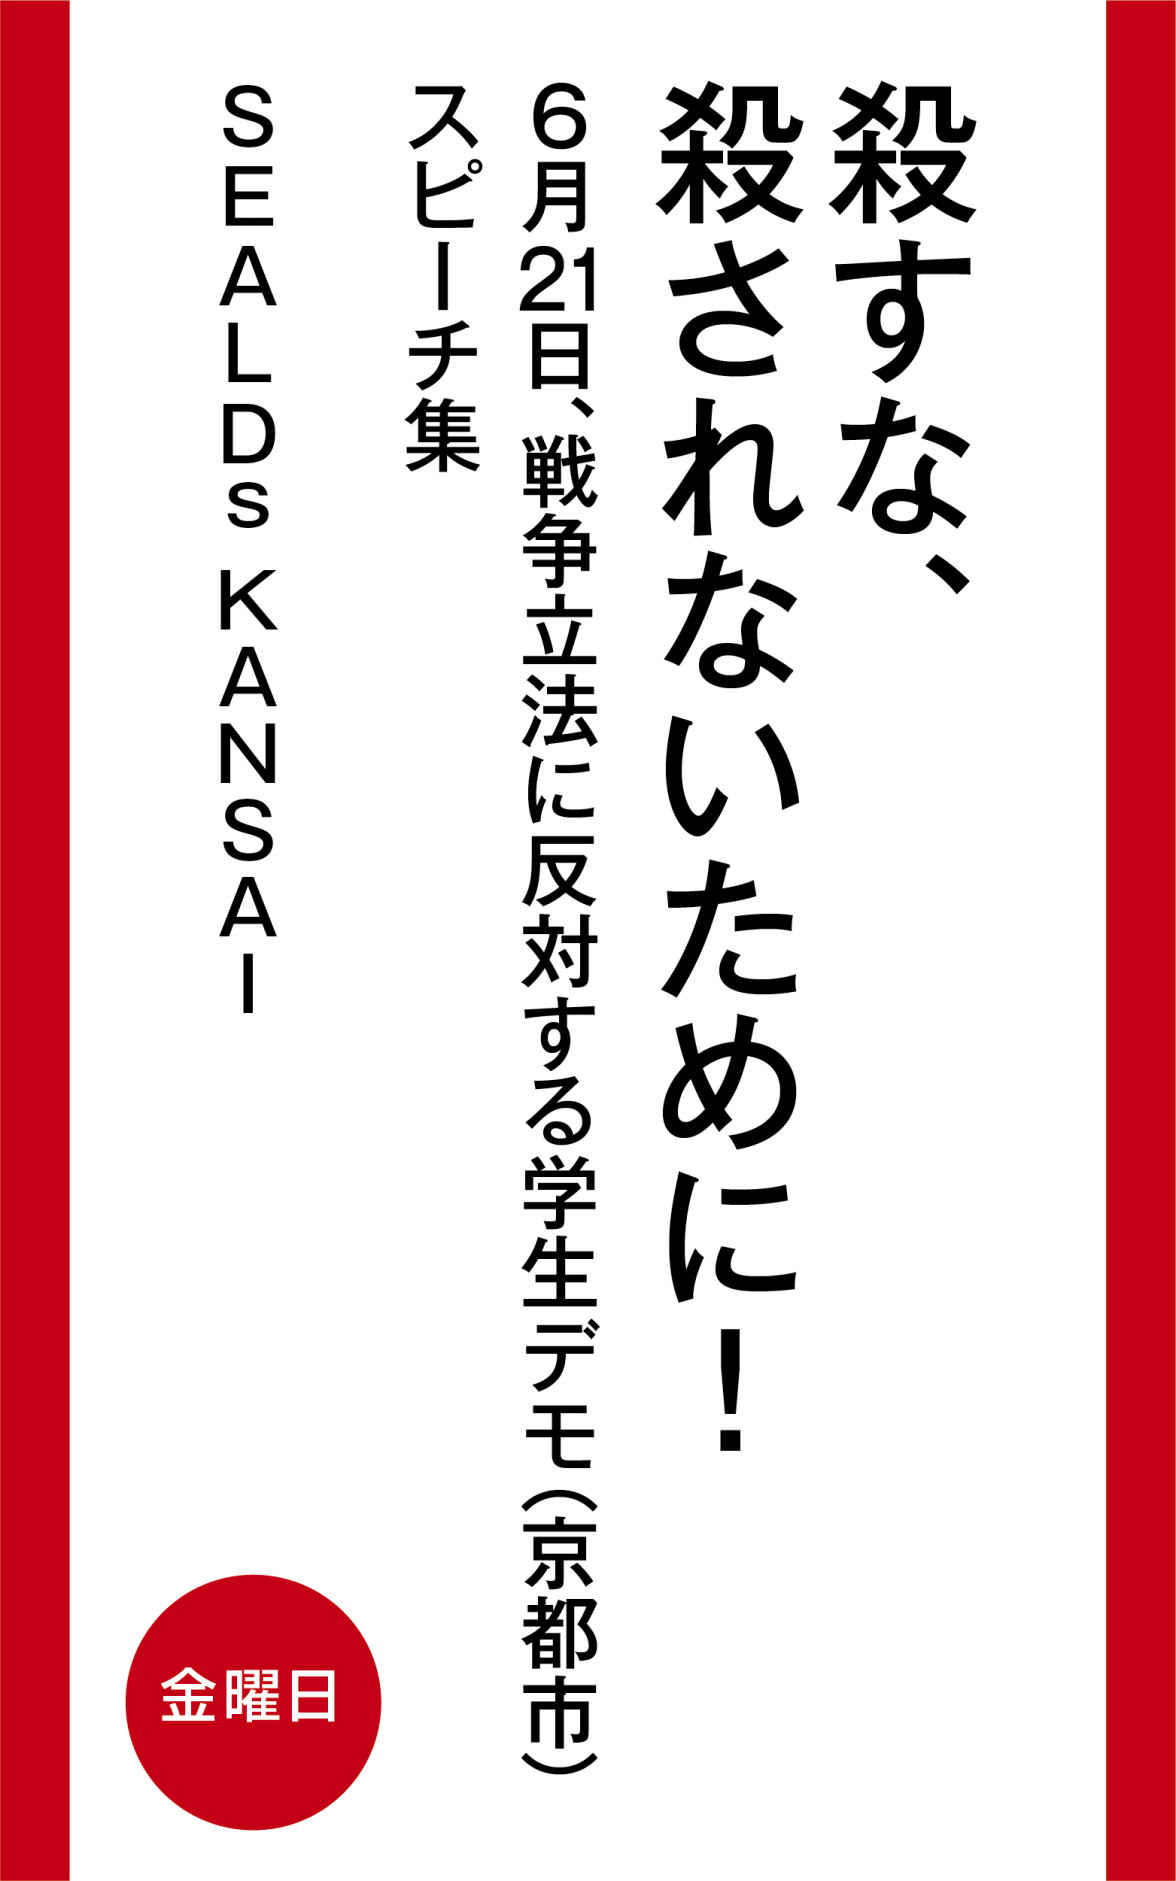 殺すな、
殺されないために！
6月21日、戦争立法に反対する学生デモ（京都市）
スピーチ集
SEALDs KANSAI
金曜日